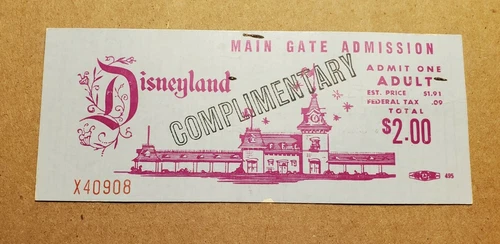 MAIN GATE ADMISSION
Disneyland
COMPLIMENTARY
ADMIT ONE
ADULT
EST. PRICE $1.91
FEDERAL TAX .09
TOTAL
$2.00
X40908
495